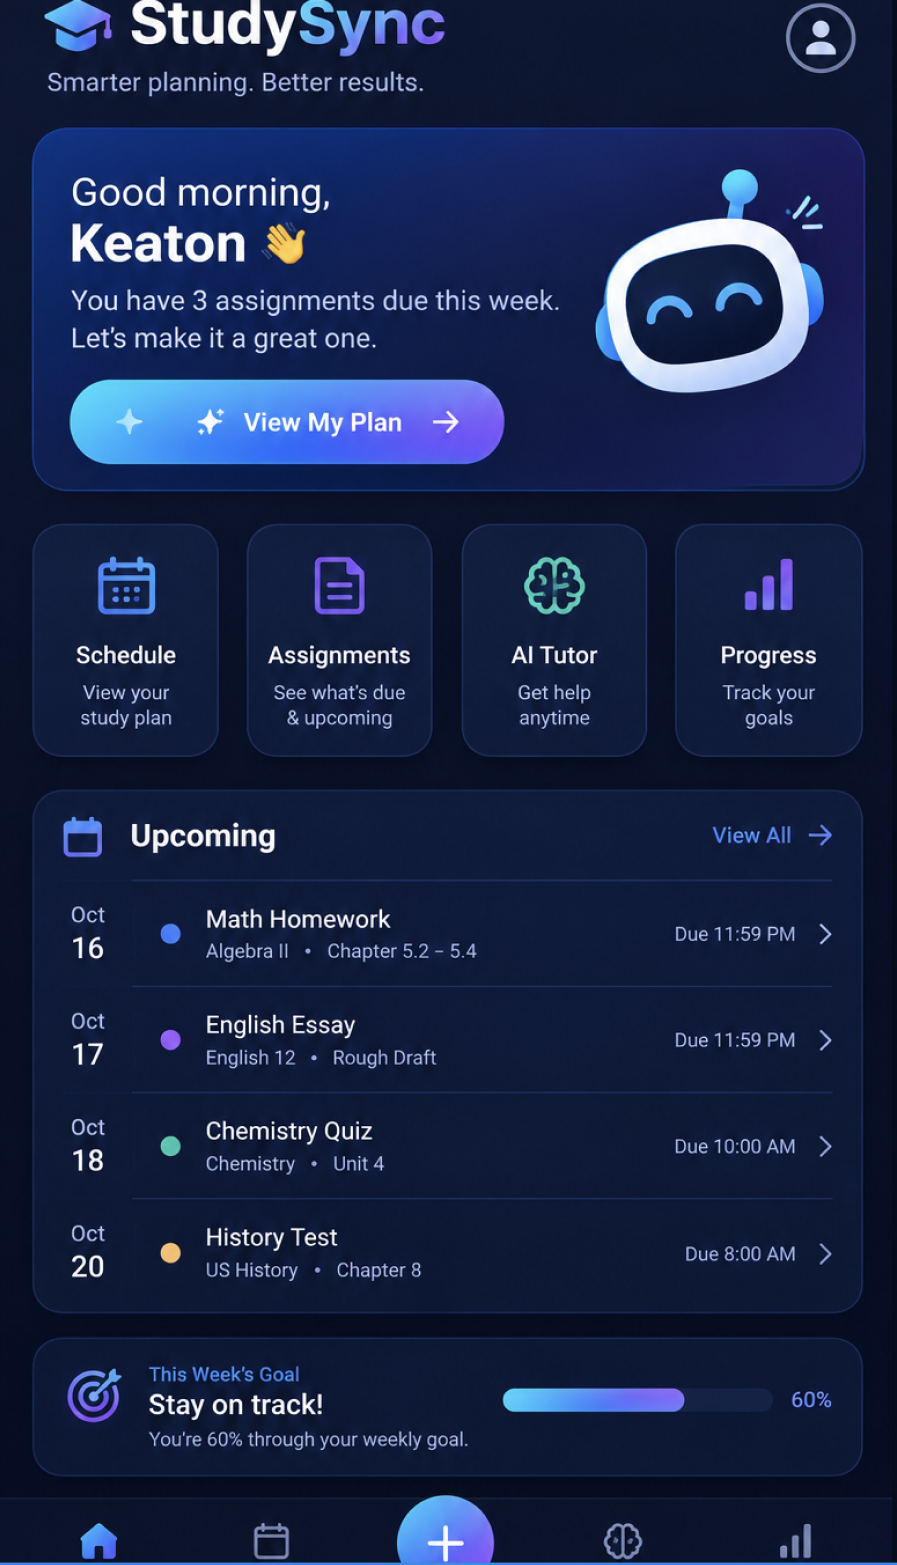 StudySync
Smarter planning. Better results.
Good morning,
Keaton 👋
You have 3 assignments due this week.
Let's make it a great one.
View My Plan →
Schedule
View your
study plan
Assignments
See what's due
& upcoming
AI Tutor
Get help
anytime
Progress
Track your
goals
Upcoming
View All →
Oct
16
Math Homework
Algebra II • Chapter 5.2 – 5.4
Due 11:59 PM
Oct
17
English Essay
English 12 • Rough Draft
Due 11:59 PM
Oct
18
Chemistry Quiz
Chemistry • Unit 4
Due 10:00 AM
Oct
20
History Test
US History • Chapter 8
Due 8:00 AM
This Week's Goal
Stay on track!
You're 60% through your weekly goal.
60%